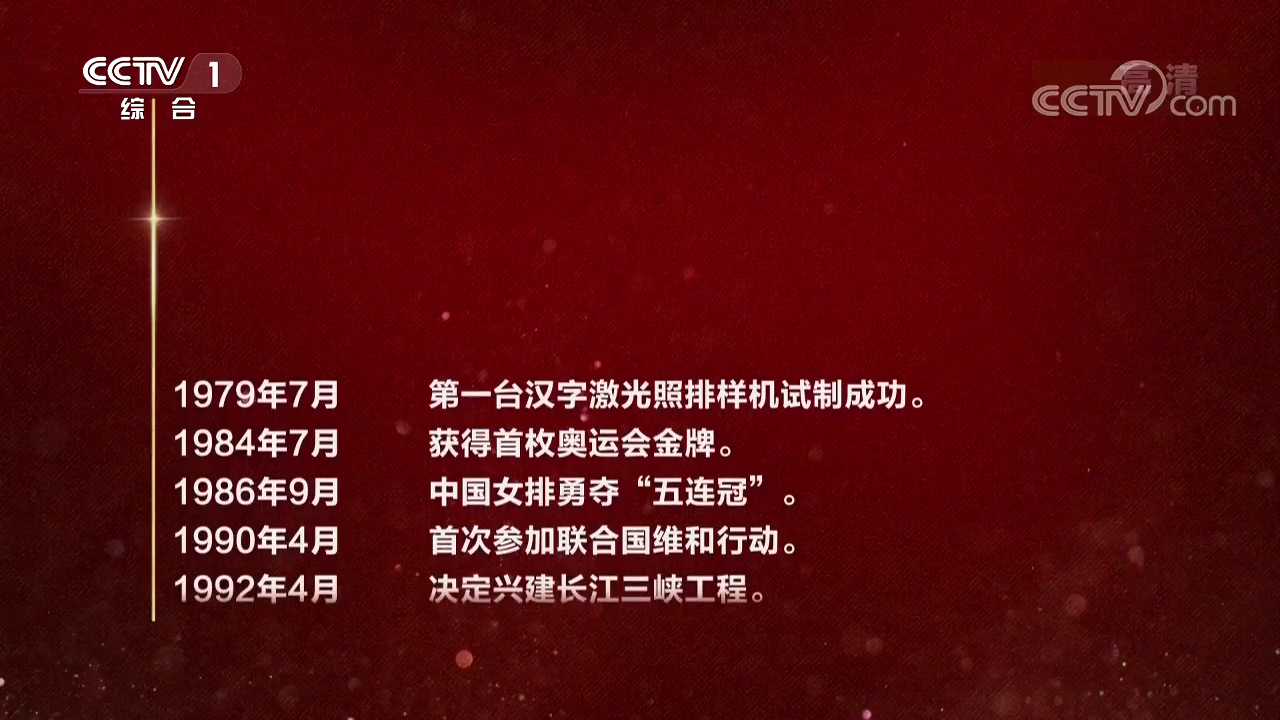 CCTV 1
综合
高清
CCTV.com
1979年7月 第一台汉字激光照排样机试制成功。
1984年7月 获得首枚奥运会金牌。
1986年9月 中国女排勇夺“五连冠”。
1990年4月 首次参加联合国维和行动。
1992年4月 决定兴建长江三峡工程。